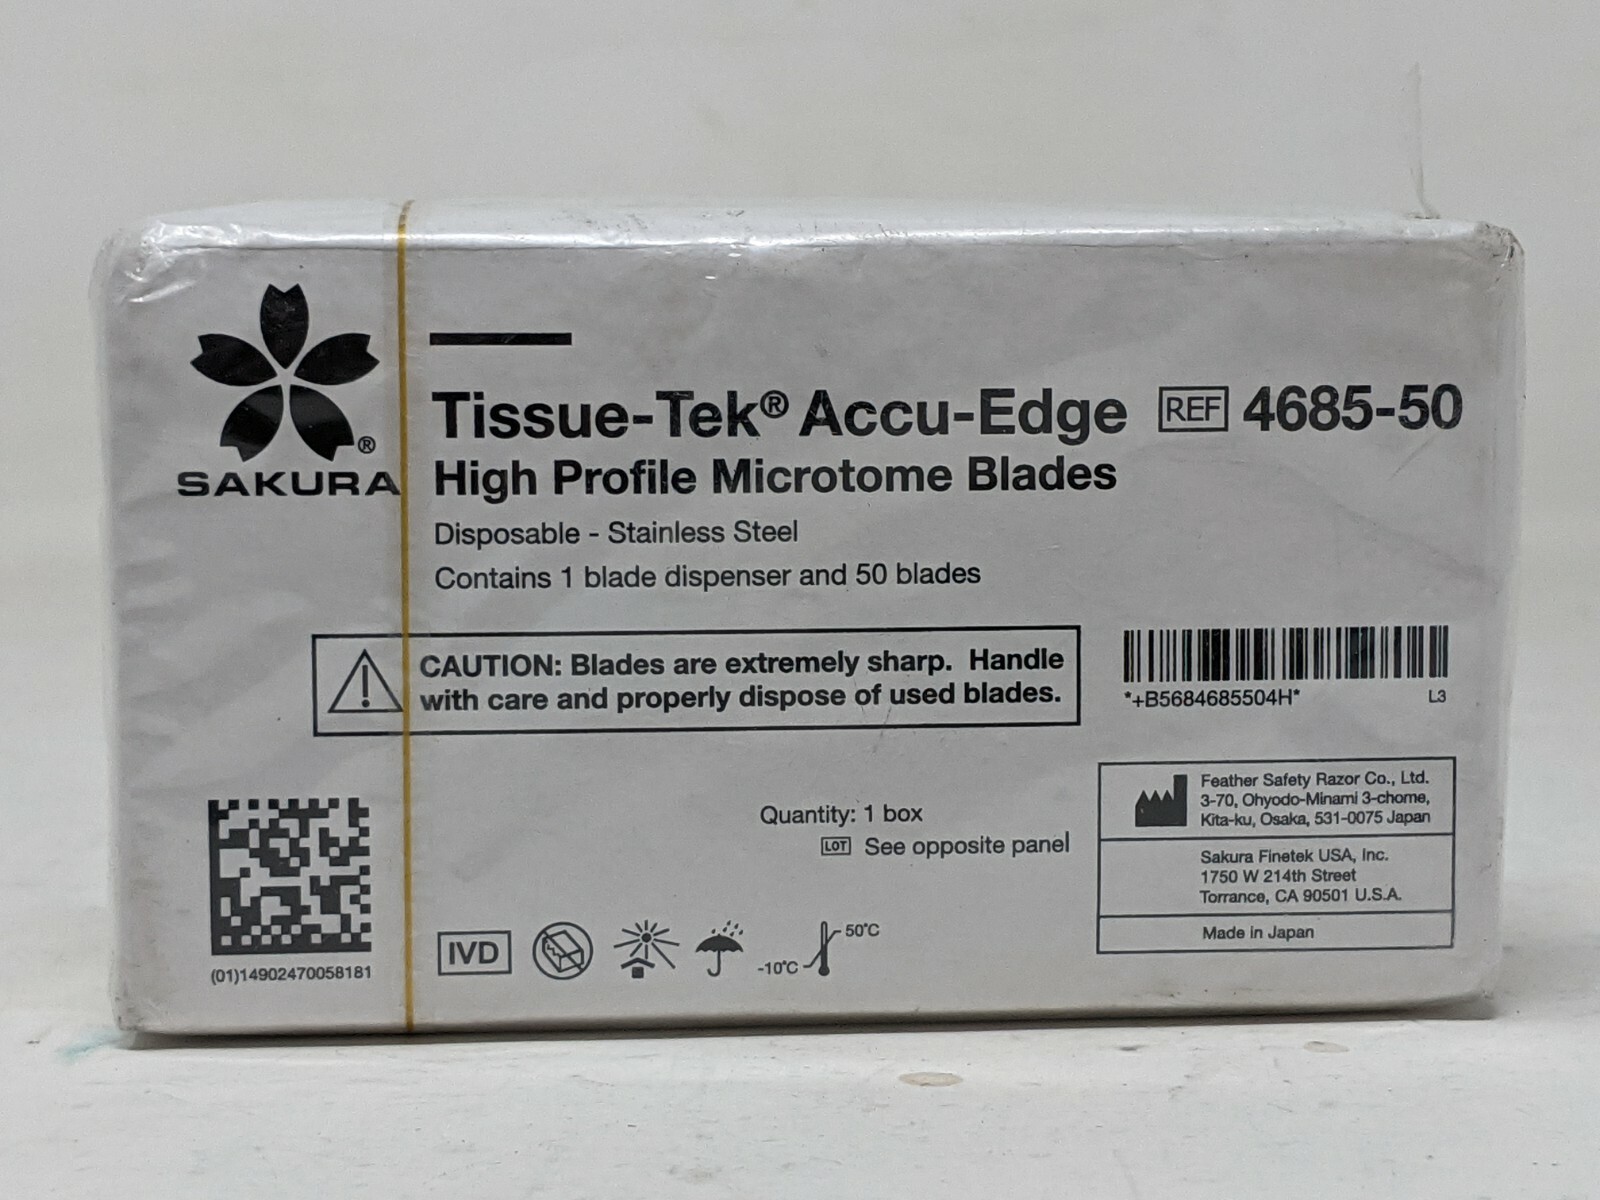 SAKURA®
Tissue-Tek® Accu-Edge REF 4685-50
High Profile Microtome Blades
Disposable - Stainless Steel
Contains 1 blade dispenser and 50 blades
CAUTION: Blades are extremely sharp. Handle
with care and properly dispose of used blades.
*+B5684685504H* L3
(01)14902470058181
Quantity: 1 box
LOT See opposite panel
IVD
-10°C
50°C
Feather Safety Razor Co., Ltd.
3-70, Ohyodo-Minami 3-chome,
Kita-ku, Osaka, 531-0075 Japan
Sakura Finetek USA, Inc.
1750 W 214th Street
Torrance, CA 90501 U.S.A.
Made in Japan